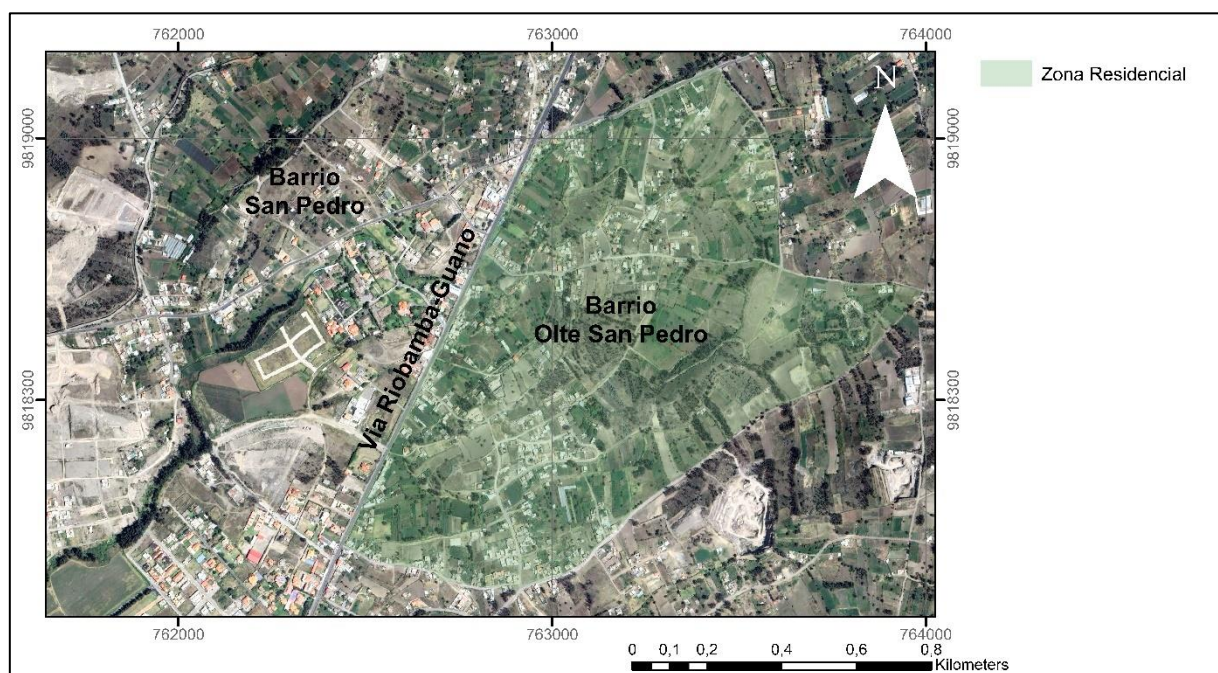 762000
763000
764000
Zona Residencial
N
9819000
9819000
Barrio
San Pedro
Via Riobamba-Guano
Barrio
Olte San Pedro
9818300
9818300
762000
763000
764000
0 0,1 0,2 0,4 0,6 0,8
Kilometers